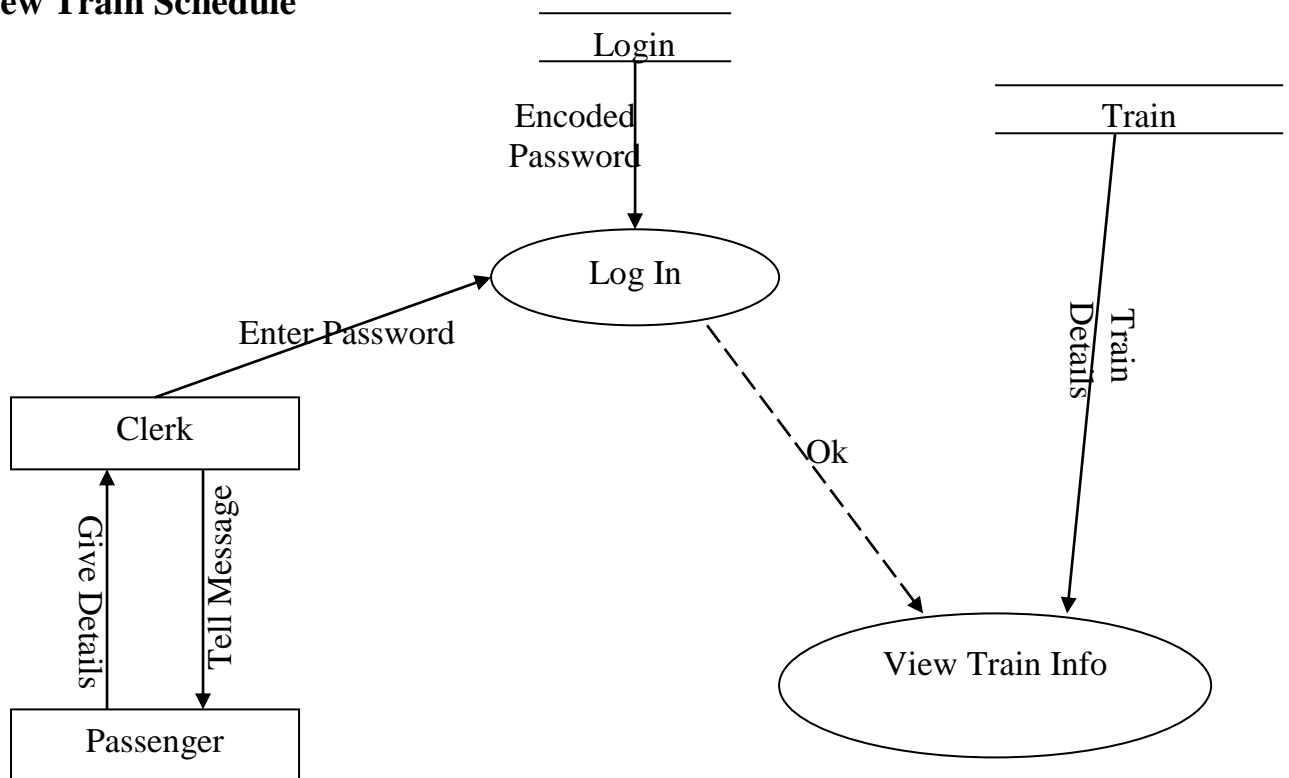 ew Train Schedule
Login
Encoded
Password
Train
Log In
Enter Password
Train
Details
Clerk
Ok
Give Details
Tell Message
View Train Info
Passenger